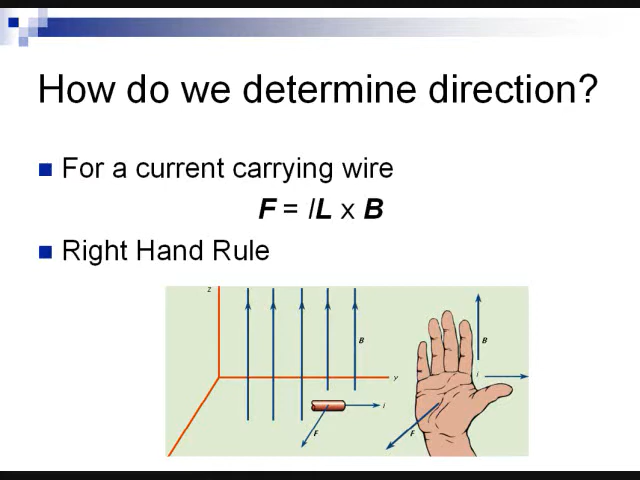 How do we determine direction?
For a current carrying wire
F = IL x B
Right Hand Rule
z
B
y
i
F
B
i
F